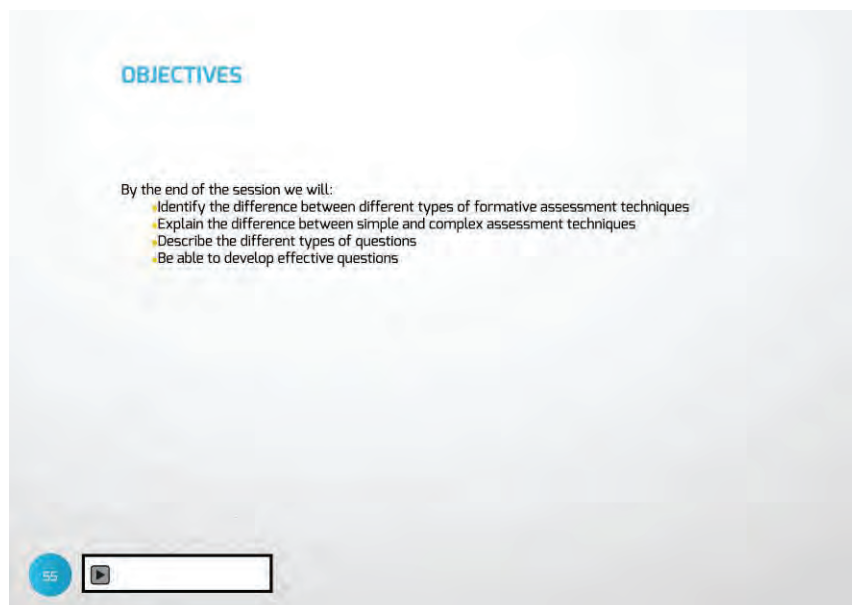 OBJECTIVES
By the end of the session we will:
Identify the difference between different types of formative assessment techniques
Explain the difference between simple and complex assessment techniques
Describe the different types of questions
Be able to develop effective questions
55